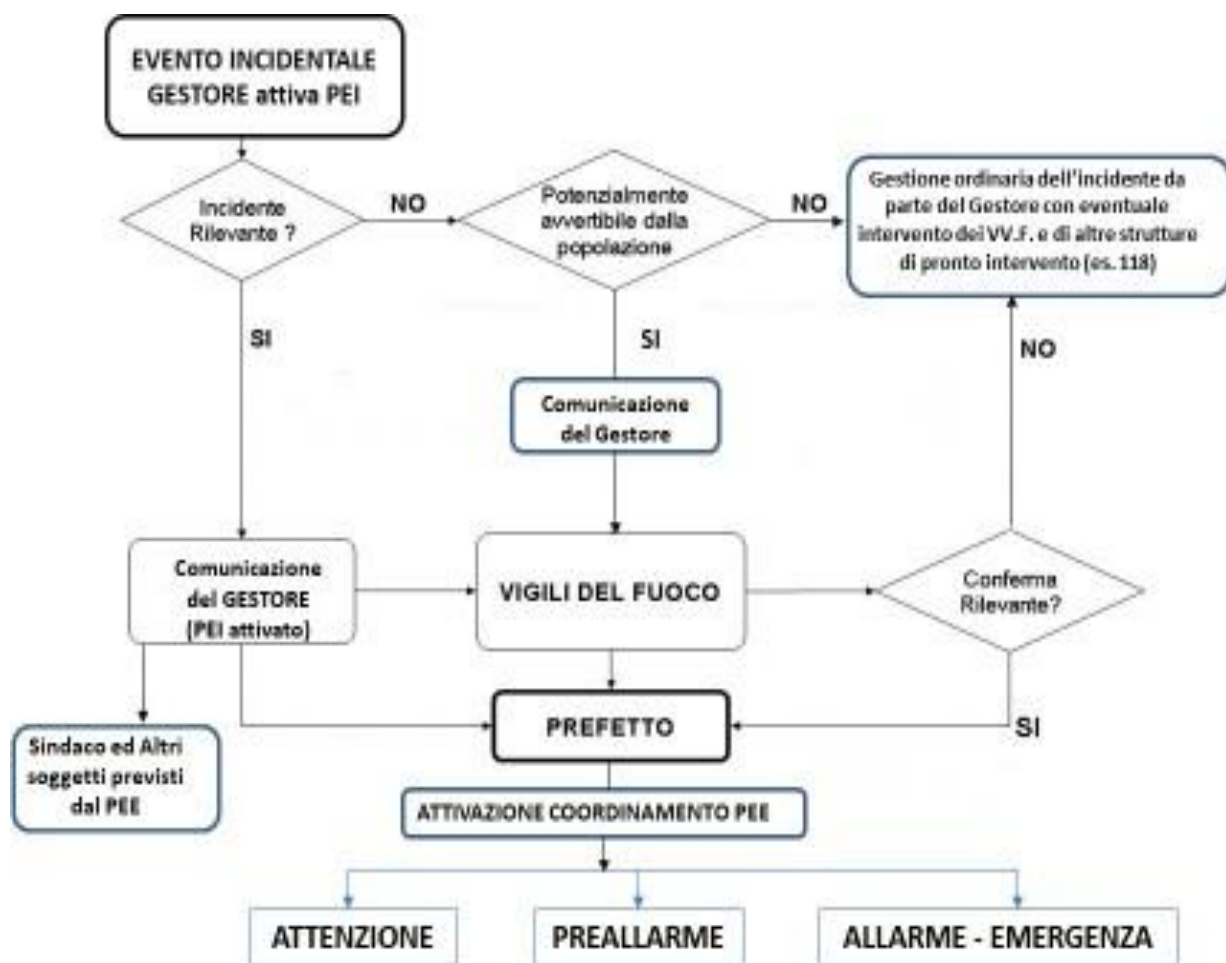 EVENTO INCIDENTALE
GESTORE attiva PEI
Incidente
Rilevante ?
NO
Potenzialmente
avvertibile dalla
popolazione
NO
Gestione ordinaria dell'incidente da
parte del Gestore con eventuale
intervento dei VV.F. e di altre strutture
di pronto intervento (es. 118)
SI
SI
NO
Comunicazione
del Gestore
Comunicazione
del GESTORE
(PEI attivato)
VIGILI DEL FUOCO
Conferma
Rilevante?
SI
PREFETTO
Sindaco ed Altri
soggetti previsti
dal PEE
ATTIVAZIONE COORDINAMENTO PEE
ATTENZIONE
PREALLARME
ALLARME - EMERGENZA